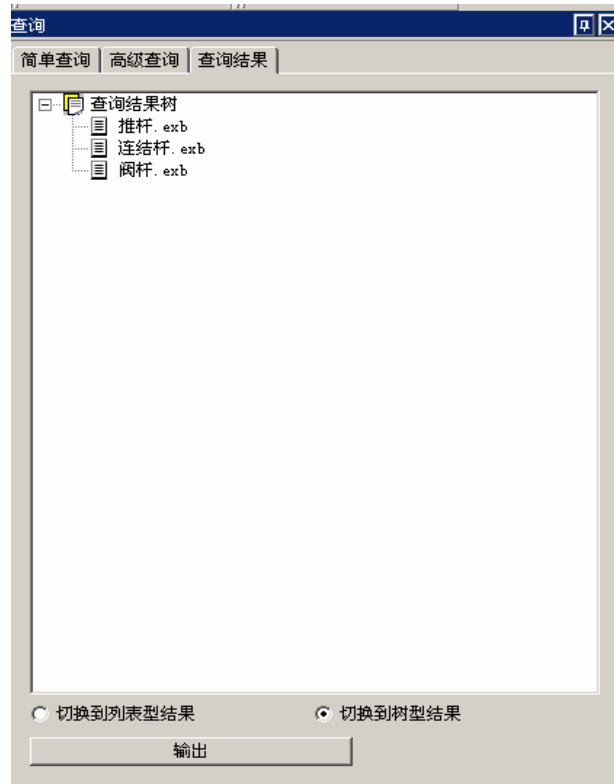 查询
简单查询 高级查询 查询结果
查询结果树
推杆.exb
连结杆.exb
阀杆.exb
切换到列表型结果 切换到树型结果
输出